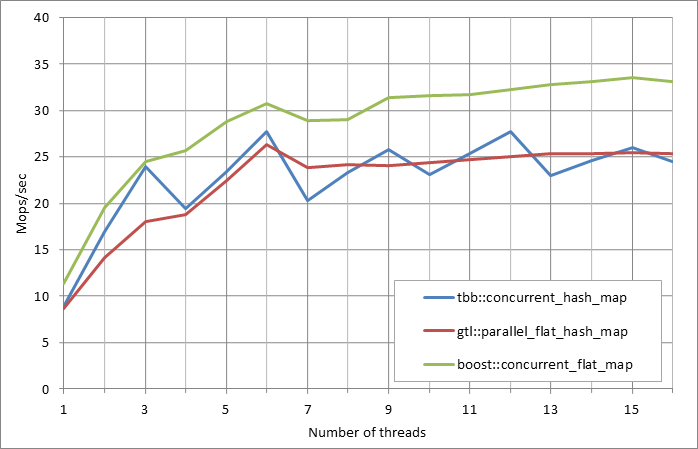 40
35
30
25
20
15
10
5
0
Mops/sec
tbb::concurrent_hash_map
gtl::parallel_flat_hash_map
boost::concurrent_flat_map
1 3 5 7 9 11 13 15
Number of threads